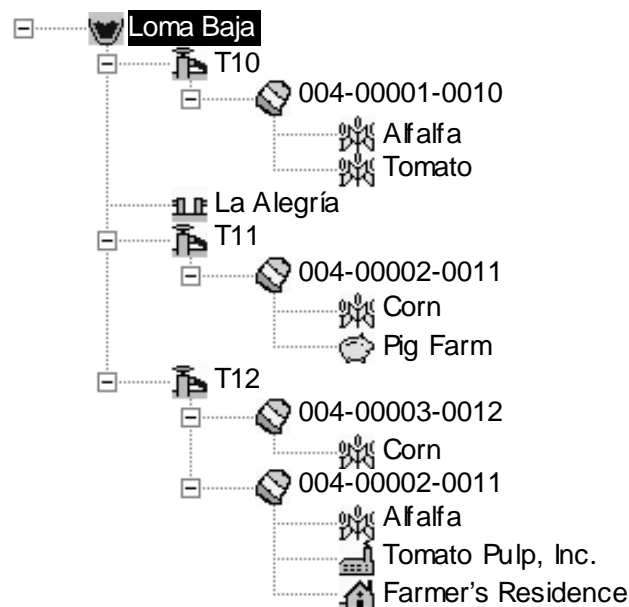 Loma Baja
T10
004-00001-0010
Alfalfa
Tomato
La Alegría
T11
004-00002-0011
Corn
Pig Farm
T12
004-00003-0012
Corn
004-00002-0011
Alfalfa
Tomato Pulp, Inc.
Farmer's Residence